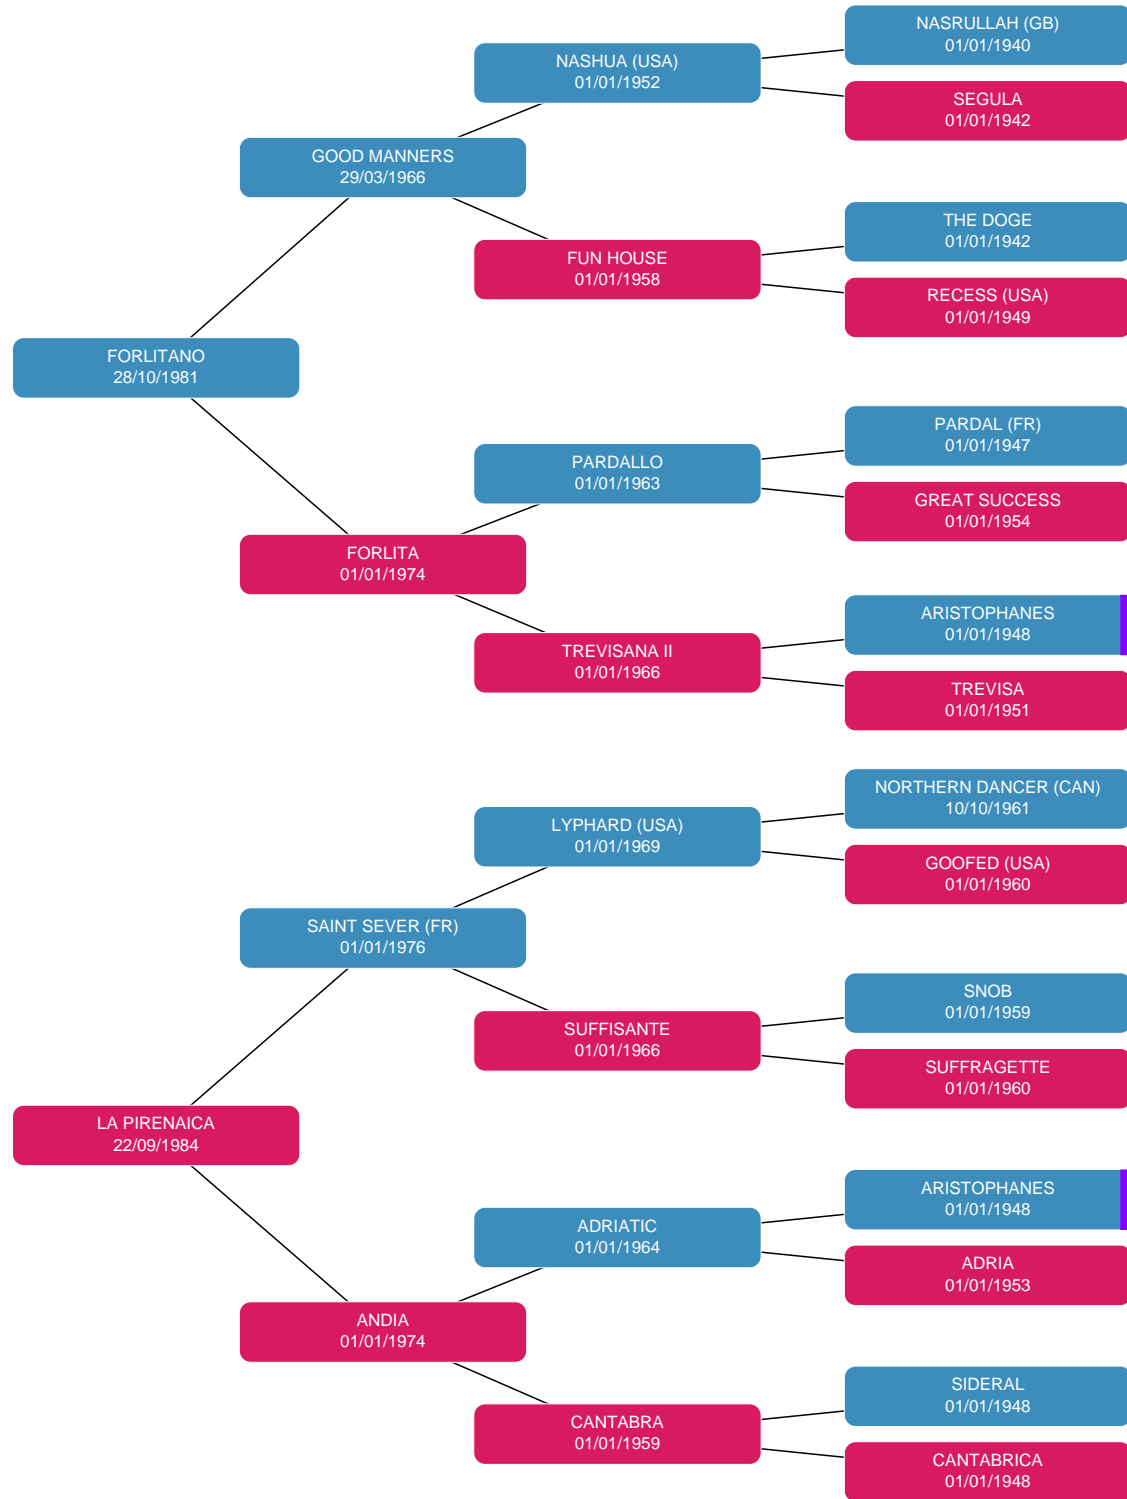 NASRULLAH (GB)
01/01/1940
NASHUA (USA)
01/01/1952
SEGULA
01/01/1942
GOOD MANNERS
29/03/1966
THE DOGE
01/01/1942
FUN HOUSE
01/01/1958
RECESS (USA)
01/01/1949
FORLITANO
28/10/1981
PARDAL (FR)
01/01/1947
PARDALLO
01/01/1963
GREAT SUCCESS
01/01/1954
FORLITA
01/01/1974
ARISTOPHANES
01/01/1948
TREVISANA II
01/01/1966
TREVISA
01/01/1951
NORTHERN DANCER (CAN)
10/10/1961
LYPHARD (USA)
01/01/1969
GOOFED (USA)
01/01/1960
SAINT SEVER (FR)
01/01/1976
SNOB
01/01/1959
SUFFISANTE
01/01/1966
SUFFRAGETTE
01/01/1960
LA PIRENAICA
22/09/1984
ARISTOPHANES
01/01/1948
ADRIATIC
01/01/1964
ADRIA
01/01/1953
ANDIA
01/01/1974
SIDERAL
01/01/1948
CANTABRA
01/01/1959
CANTABRICA
01/01/1948